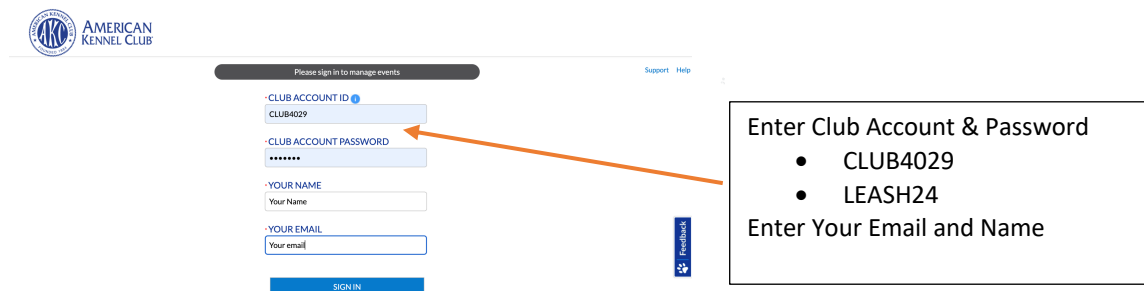 AMERICAN
KENNEL CLUB
Please sign in to manage events
Support Help
CLUB ACCOUNT ID
CLUB4029
CLUB ACCOUNT PASSWORD
•••••••
YOUR NAME
Your Name
YOUR EMAIL
Your email
SIGN IN
Feedback
Enter Club Account & Password
• CLUB4029
• LEASH24
Enter Your Email and Name